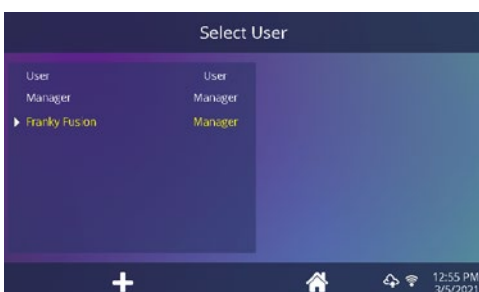 Select User
User User
Manager Manager
Franky Fusion Manager
12:55 PM
3/5/2021